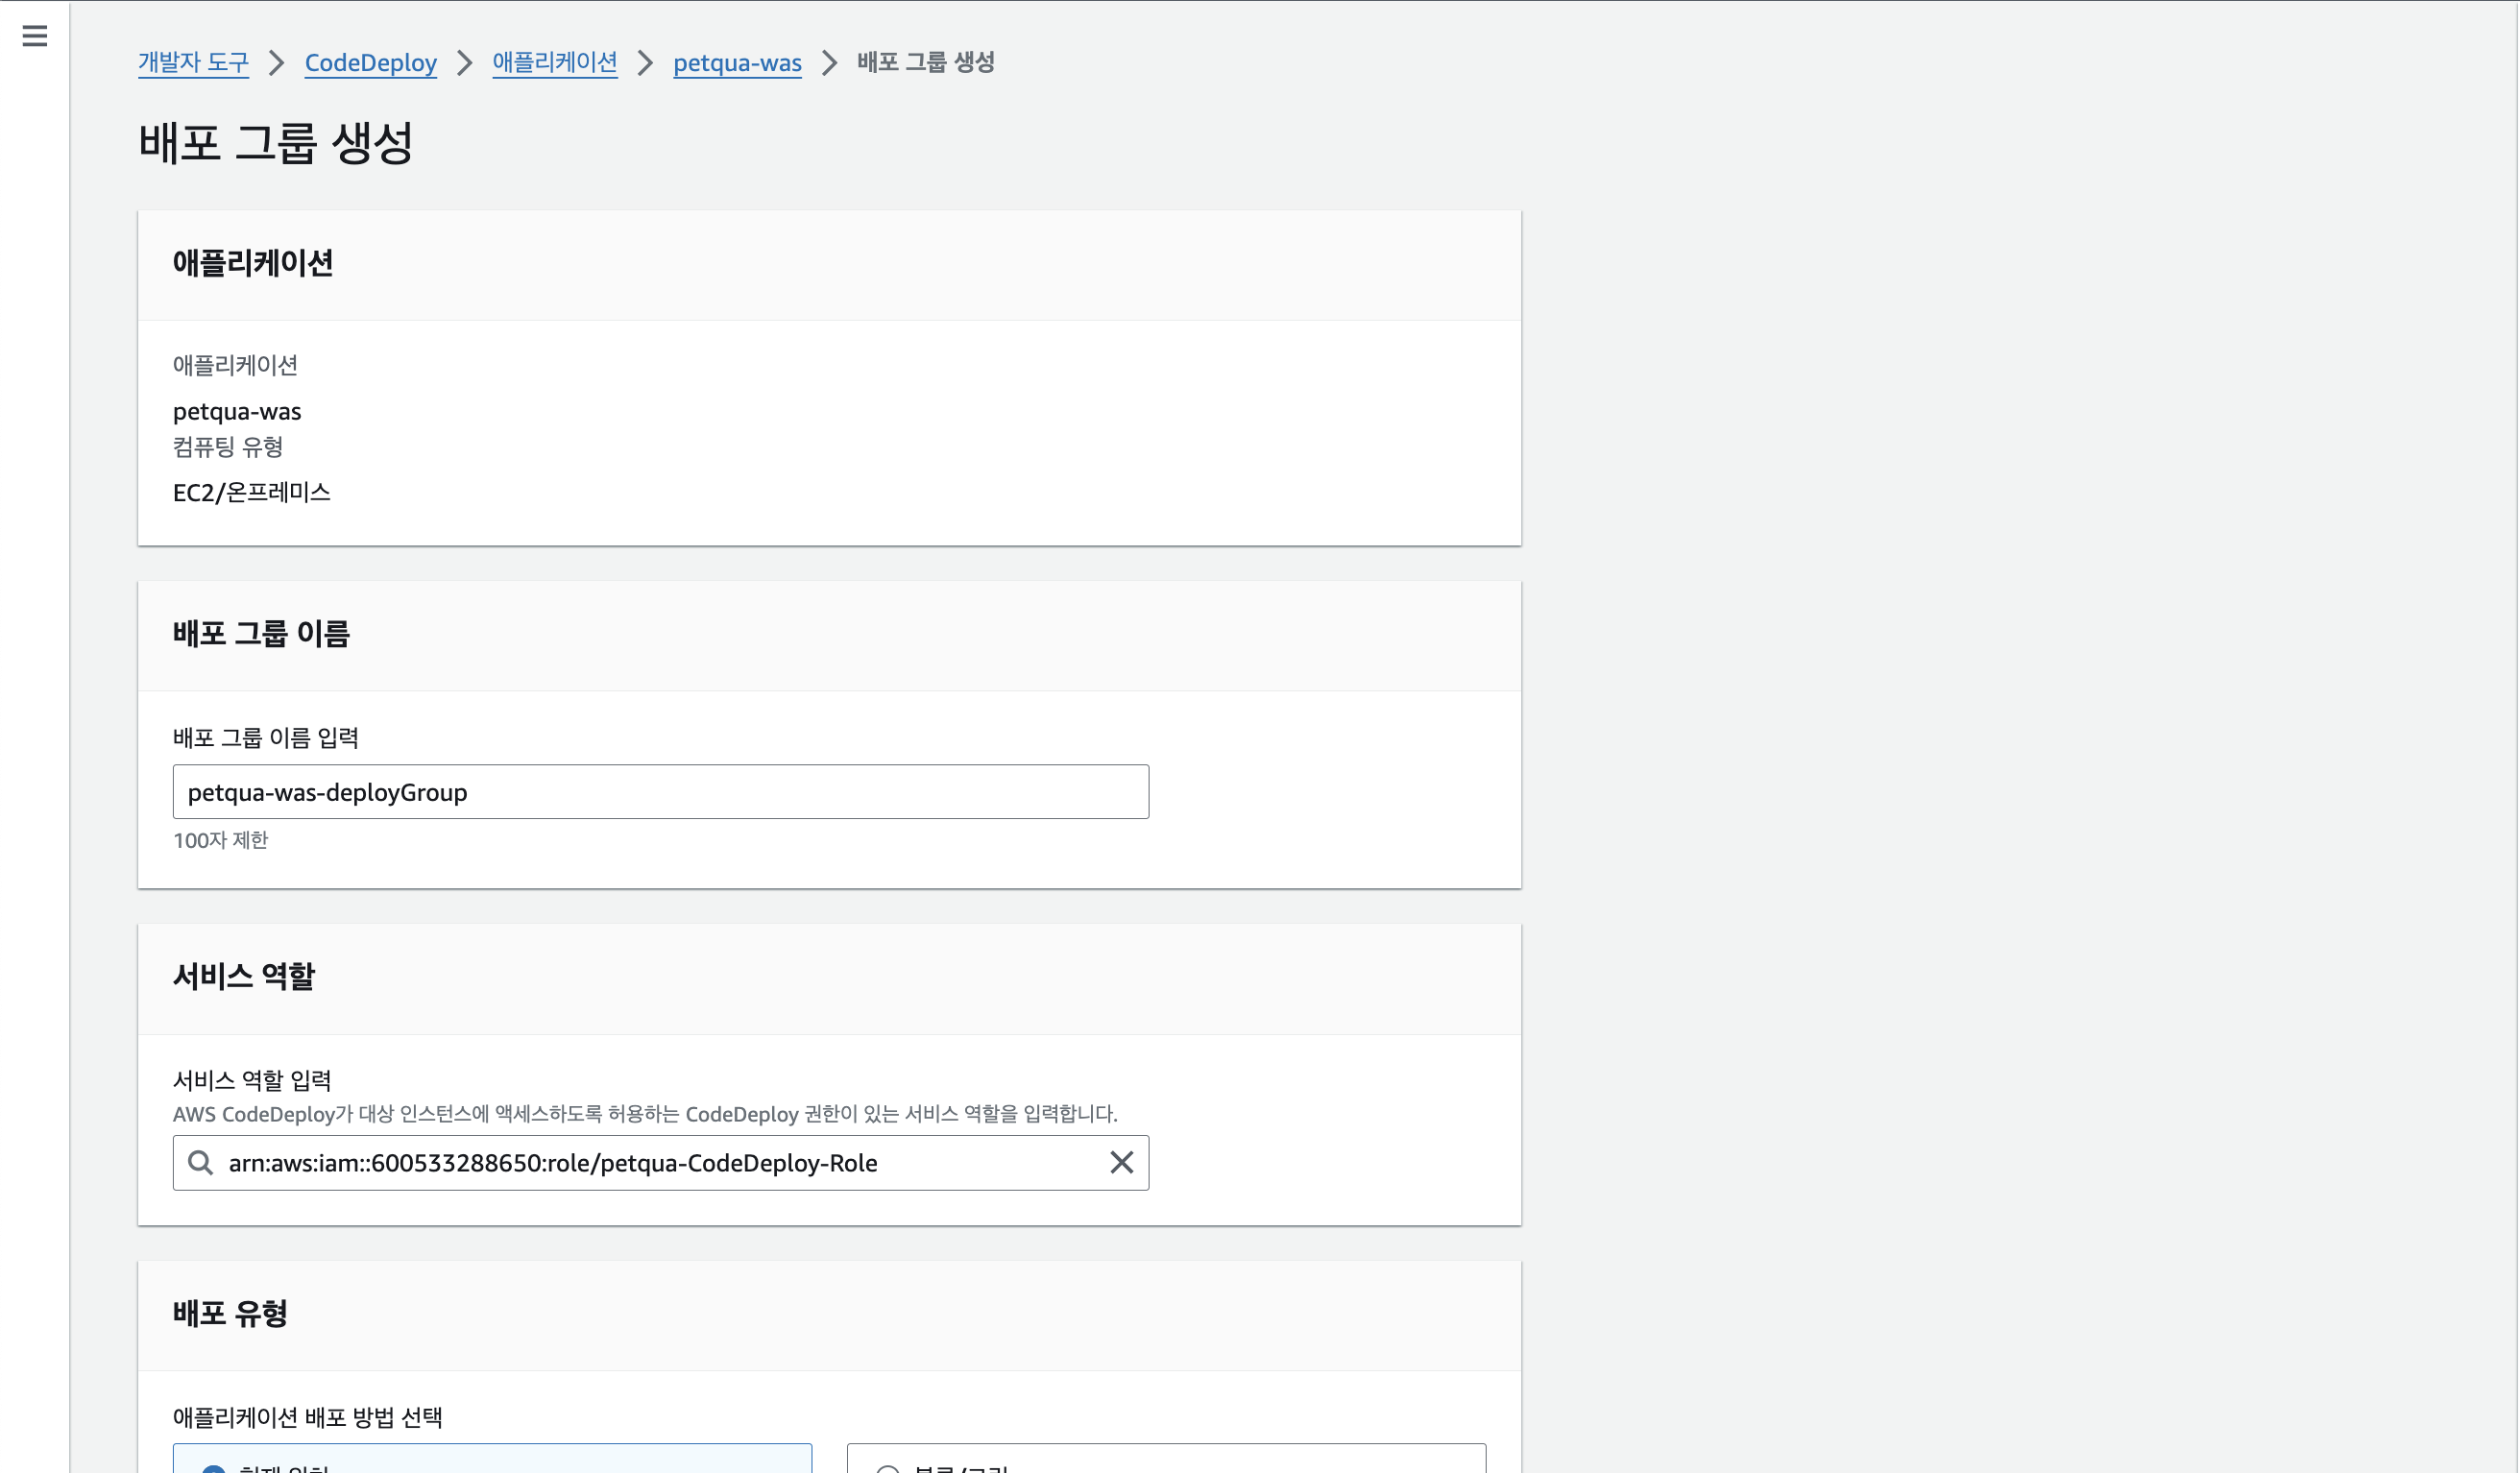 개발자 도구 > CodeDeploy > 애플리케이션 > petqua-was > 배포 그룹 생성
배포 그룹 생성
애플리케이션
애플리케이션
petqua-was
컴퓨팅 유형
EC2/온프레미스
배포 그룹 이름
배포 그룹 이름 입력
petqua-was-deployGroup
100자 제한
서비스 역할
서비스 역할 입력
AWS CodeDeploy가 대상 인스턴스에 액세스하도록 허용하는 CodeDeploy 권한이 있는 서비스 역할을 입력합니다.
arn:aws:iam::600533288650:role/petqua-CodeDeploy-Role
배포 유형
애플리케이션 배포 방법 선택